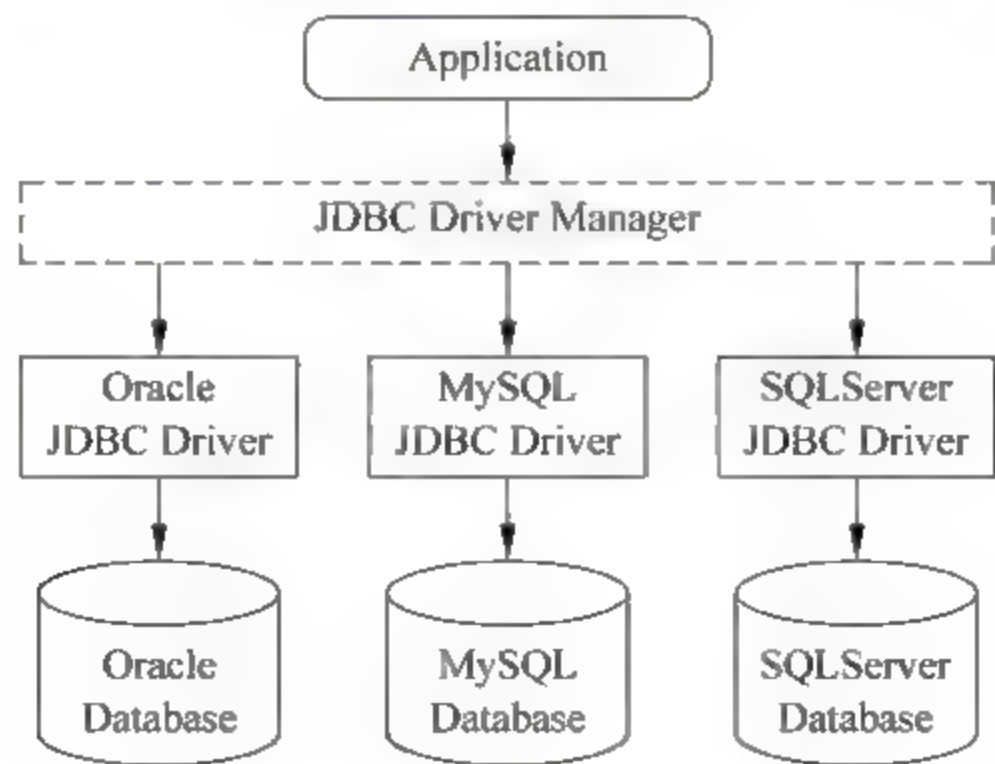 Application
JDBC Driver Manager
Oracle
JDBC Driver
MySQL
JDBC Driver
SQLServer
JDBC Driver
Oracle
Database
MySQL
Database
SQLServer
Database